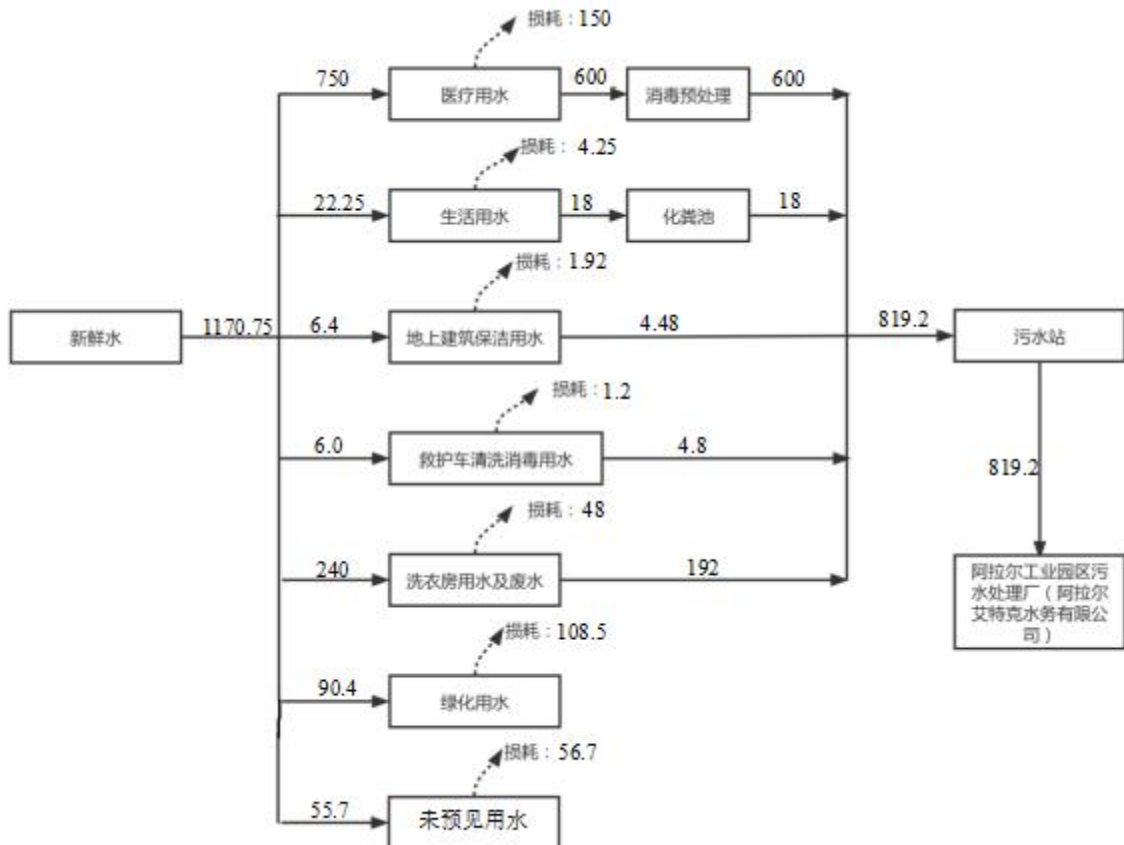 损耗：150
750
医疗用水
600
消毒预处理
600
损耗：4.25
22.25
生活用水
18
化粪池
18
损耗：1.92
新鲜水
1170.75
6.4
地上建筑保洁用水
4.48
819.2
污水站
损耗：1.2
6.0
救护车清洗消毒用水
4.8
819.2
损耗：48
240
洗衣房用水及废水
192
阿拉尔工业园区污
水处理厂（阿拉尔
艾特克水务有限公
司）
损耗：108.5
90.4
绿化用水
损耗：56.7
55.7
未预见用水